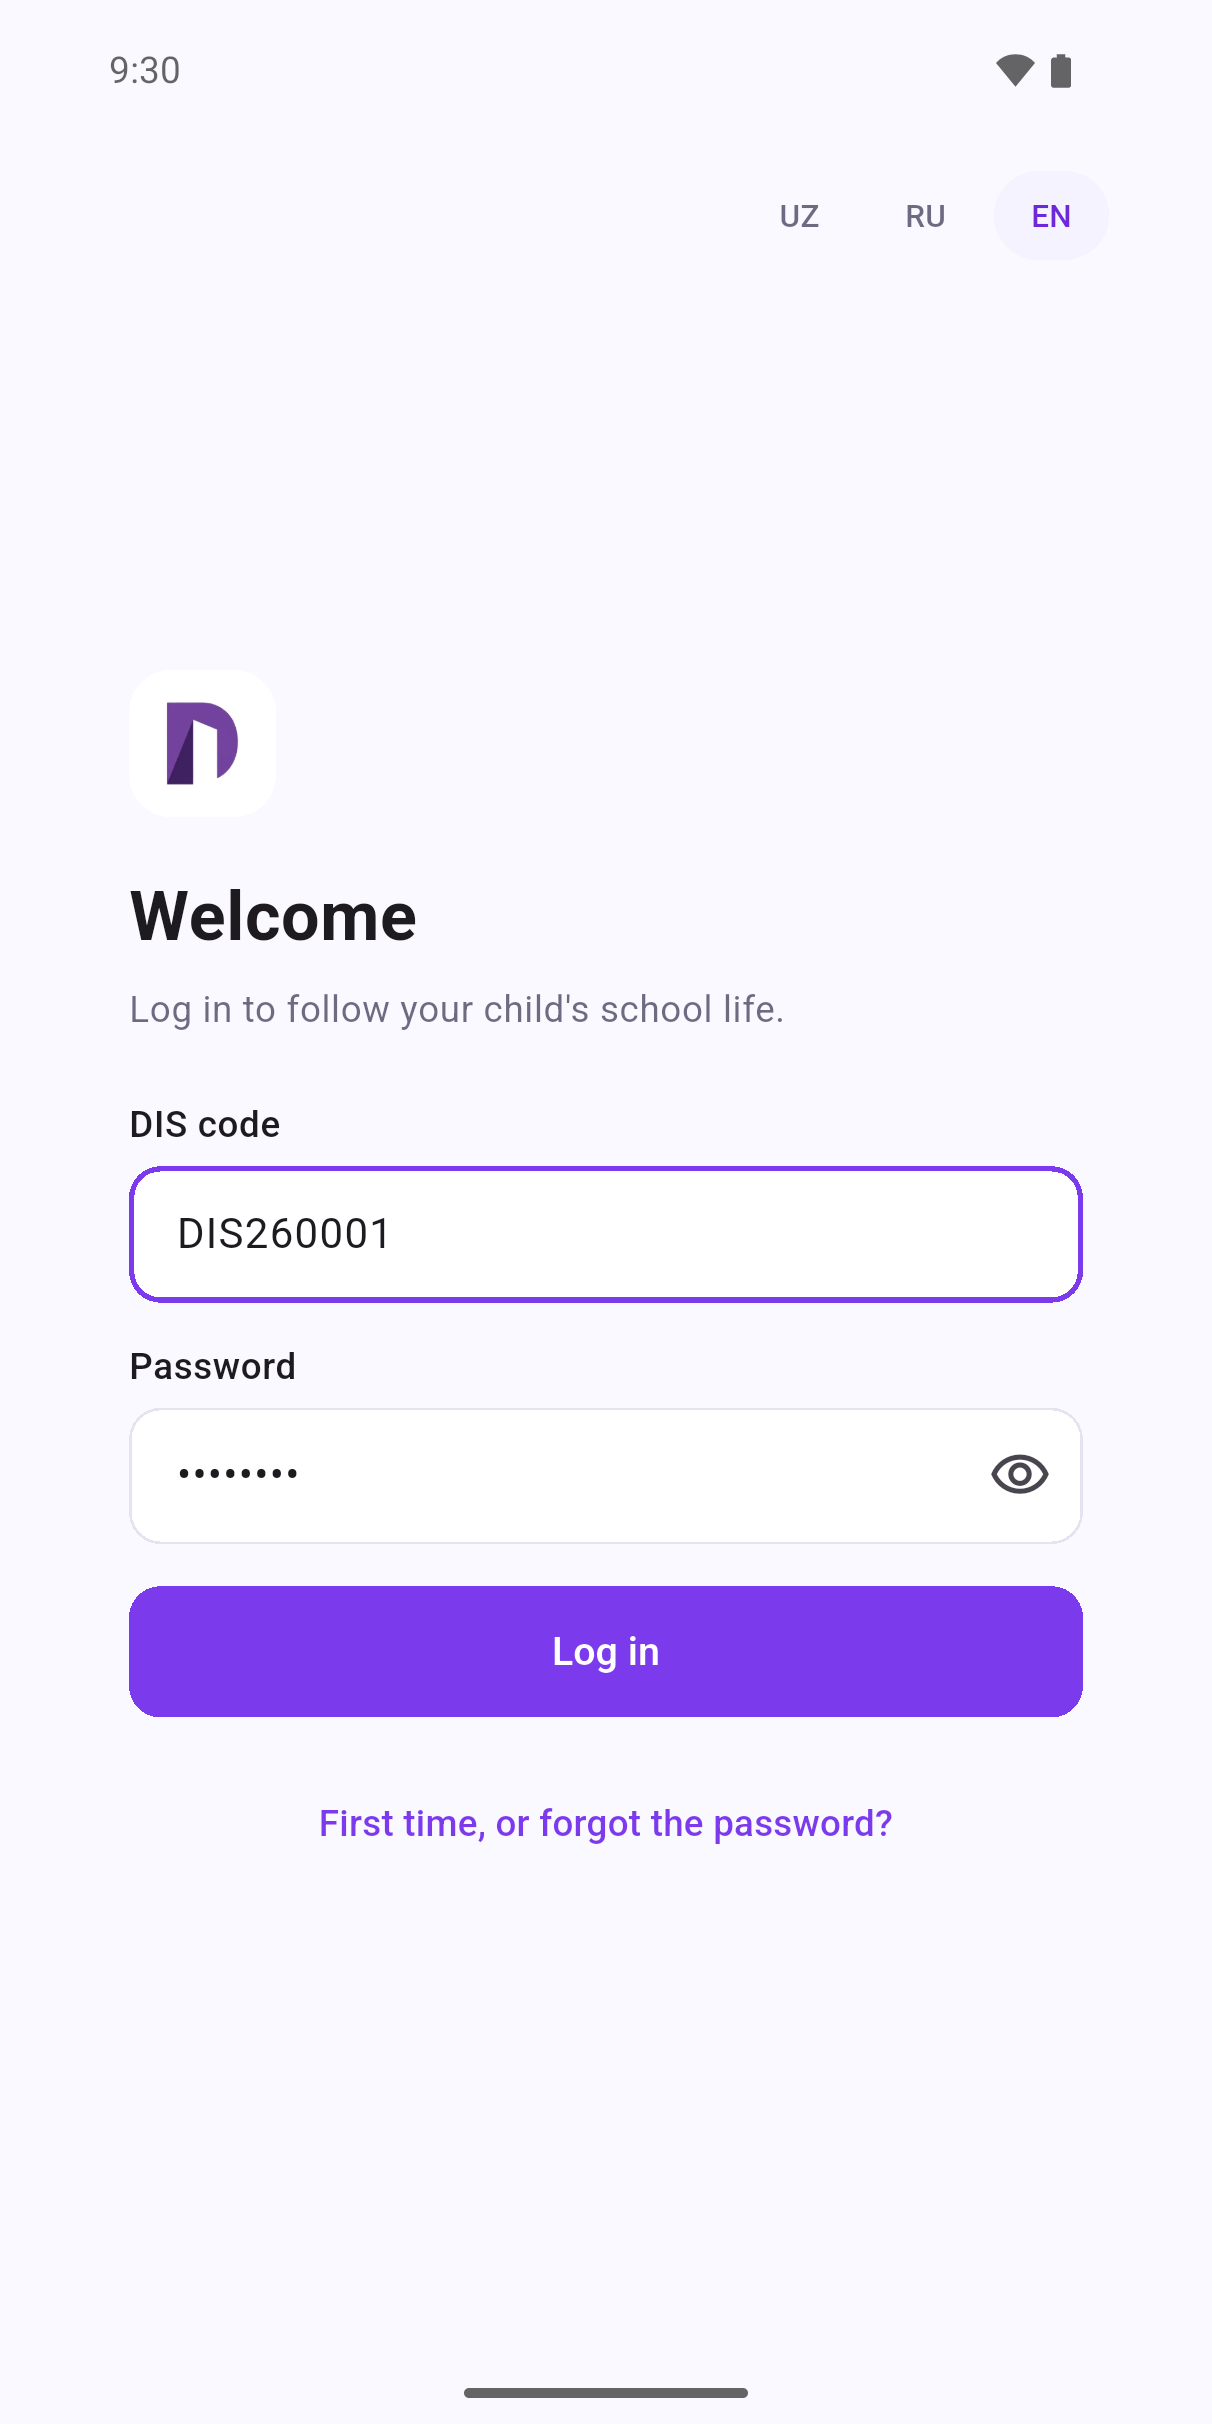 9:30
UZ RU EN
Welcome
Log in to follow your child's school life.
DIS code
DIS260001
Password
••••••••
Log in
First time, or forgot the password?